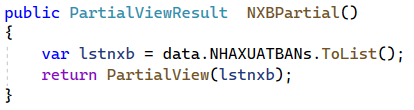 public PartialViewResult  NXBPartial()
{
    var lstnxb = data.NHAXUATBANs.ToList();
    return PartialView(lstnxb);
}